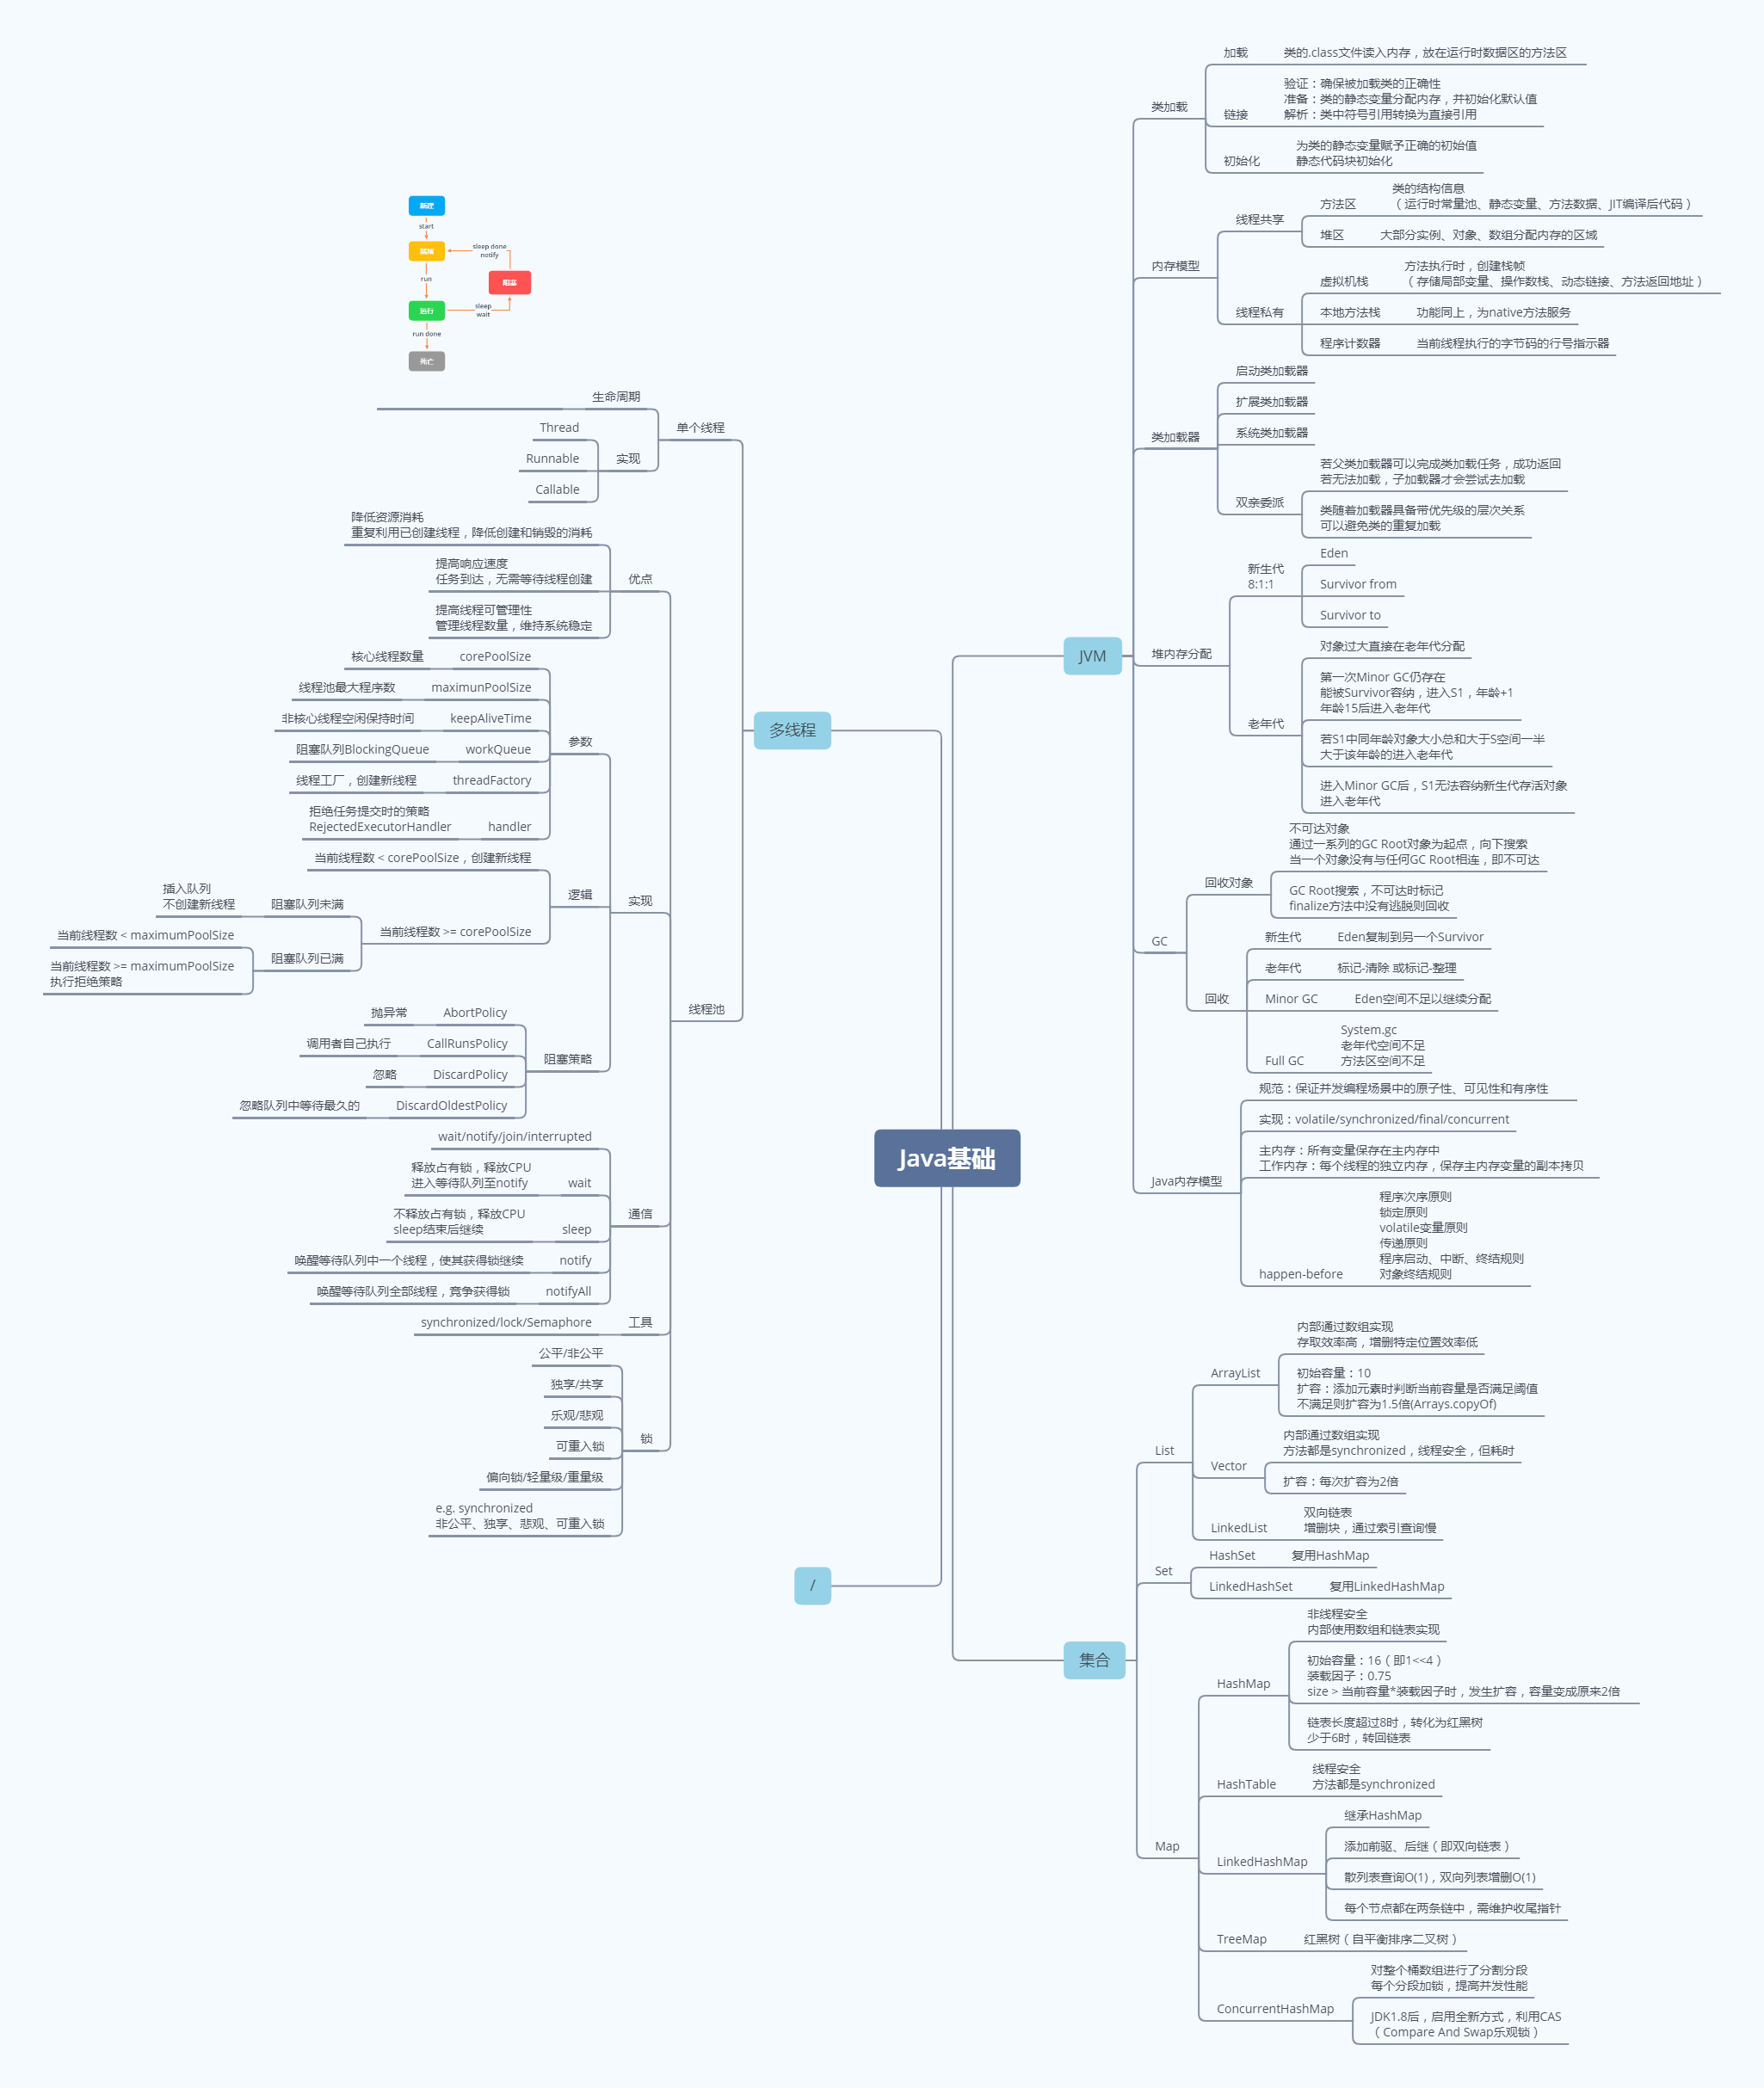 Java基础
JVM
类加载
加载
类的.class文件读入内存，放在运行时数据区的方法区
链接
验证：确保被加载类的正确性
准备：类的静态变量分配内存，并初始化默认值
解析：类中符号引用转换为直接引用
初始化
为类的静态变量赋予正确的初始值
静态代码块初始化
内存模型
线程共享
方法区
类的结构信息
（运行时常量池、静态变量、方法数据、JIT编译后代码）
堆区
大部分实例、对象、数组分配内存的区域
线程私有
虚拟机栈
方法执行时，创建栈帧
（存储局部变量、操作数栈、动态链接、方法返回地址）
本地方法栈
功能同上，为native方法服务
程序计数器
当前线程执行的字节码的行号指示器
类加载器
启动类加载器
扩展类加载器
系统类加载器
双亲委派
若父类加载器可以完成类加载任务，成功返回
若无法加载，子加载器才会尝试去加载
类随着加载器具备带优先级的层次关系
可以避免类的重复加载
堆内存分配
新生代
8:1:1
Eden
Survivor from
Survivor to
老年代
对象过大直接在老年代分配
第一次Minor GC仍存在
能被Survivor容纳，进入S1，年龄+1
年龄15后进入老年代
若S1中同年龄对象大小总和大于S空间一半
大于该年龄的进入老年代
进入Minor GC后，S1无法容纳新生代存活对象
进入老年代
GC
回收对象
不可达对象
通过一系列的GC Root对象为起点，向下搜索
当一个对象没有与任何GC Root相连，即不可达
GC Root搜索，不可达时标记
finalize方法中没有逃脱则回收
回收
新生代
Eden复制到另一个Survivor
老年代
标记-清除 或标记-整理
Minor GC
Eden空间不足以继续分配
Full GC
System.gc
老年代空间不足
方法区空间不足
Java内存模型
规范：保证并发编程场景中的原子性、可见性和有序性
实现：volatile/synchronized/final/concurrent
主内存：所有变量保存在主内存中
工作内存：每个线程的独立内存，保存主内存变量的副本拷贝
happen-before
程序次序原则
锁定原则
volatile变量原则
传递原则
程序启动、中断、终结规则
对象终结规则
集合
List
ArrayList
内部通过数组实现
存取效率高，增删特定位置效率低
初始容量：10
扩容：添加元素时判断当前容量是否满足阈值
不满足则扩容为1.5倍(Arrays.copyOf)
Vector
内部通过数组实现
方法都是synchronized，线程安全，但耗时
扩容：每次扩容为2倍
LinkedList
双向链表
增删块，通过索引查询慢
Set
HashSet
复用HashMap
LinkedHashSet
复用LinkedHashMap
Map
HashMap
非线程安全
内部使用数组和链表实现
初始容量：16（即1<<4）
装载因子：0.75
size > 当前容量*装载因子时，发生扩容，容量变成原来2倍
链表长度超过8时，转化为红黑树
少于6时，转回链表
HashTable
线程安全
方法都是synchronized
LinkedHashMap
继承HashMap
添加前驱、后继（即双向链表）
散列表查询O(1)，双向列表增删O(1)
每个节点都在两条链中，需维护收尾指针
TreeMap
红黑树（自平衡排序二叉树）
ConcurrentHashMap
对整个桶数组进行了分割分段
每个分段加锁，提高并发性能
JDK1.8后，启用全新方式，利用CAS
（Compare And Swap乐观锁）
多线程
单个线程
生命周期
新建
start
就绪
run
运行
run done
死亡
sleep
wait
阻塞
sleep done
notify
实现
Thread
Runnable
Callable
线程池
优点
降低资源消耗
重复利用已创建线程，降低创建和销毁的消耗
提高响应速度
任务到达，无需等待线程创建
提高线程可管理性
管理线程数量，维持系统稳定
实现
参数
corePoolSize
核心线程数量
maximunPoolSize
线程池最大程序数
keepAliveTime
非核心线程空闲保持时间
workQueue
阻塞队列BlockingQueue
threadFactory
线程工厂，创建新线程
handler
拒绝任务提交时的策略
RejectedExecutorHandler
逻辑
当前线程数 < corePoolSize，创建新线程
当前线程数 >= corePoolSize
阻塞队列未满
插入队列
不创建新线程
阻塞队列已满
当前线程数 < maximumPoolSize
当前线程数 >= maximumPoolSize
执行拒绝策略
阻塞策略
AbortPolicy
抛异常
CallRunsPolicy
调用者自己执行
DiscardPolicy
忽略
DiscardOldestPolicy
忽略队列中等待最久的
通信
wait/notify/join/interrupted
wait
释放占有锁，释放CPU
进入等待队列至notify
sleep
不释放占有锁，释放CPU
sleep结束后继续
notify
唤醒等待队列中一个线程，使其获得锁继续
notifyAll
唤醒等待队列全部线程，竞争获得锁
工具
synchronized/lock/Semaphore
锁
公平/非公平
独享/共享
乐观/悲观
可重入锁
偏向锁/轻量级/重量级
e.g. synchronized
非公平、独享、悲观、可重入锁
/